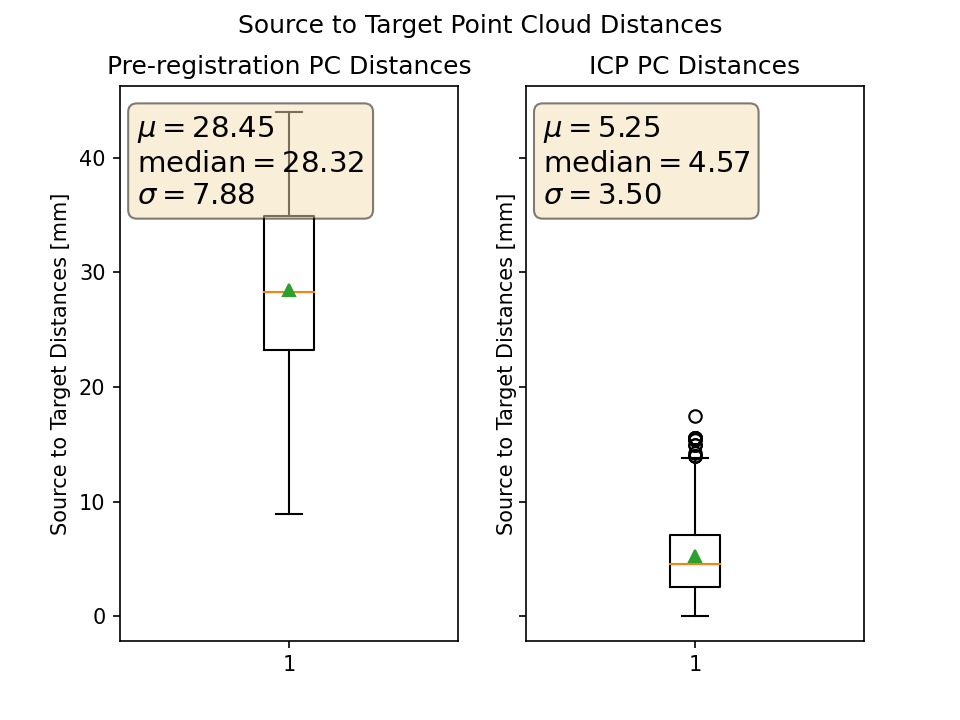 Source to Target Point Cloud Distances
Pre-registration PC Distances
μ = 28.45
median = 28.32
σ = 7.88
Source to Target Distances [mm]
40
30
20
10
0
1
ICP PC Distances
μ = 5.25
median = 4.57
σ = 3.50
Source to Target Distances [mm]
1